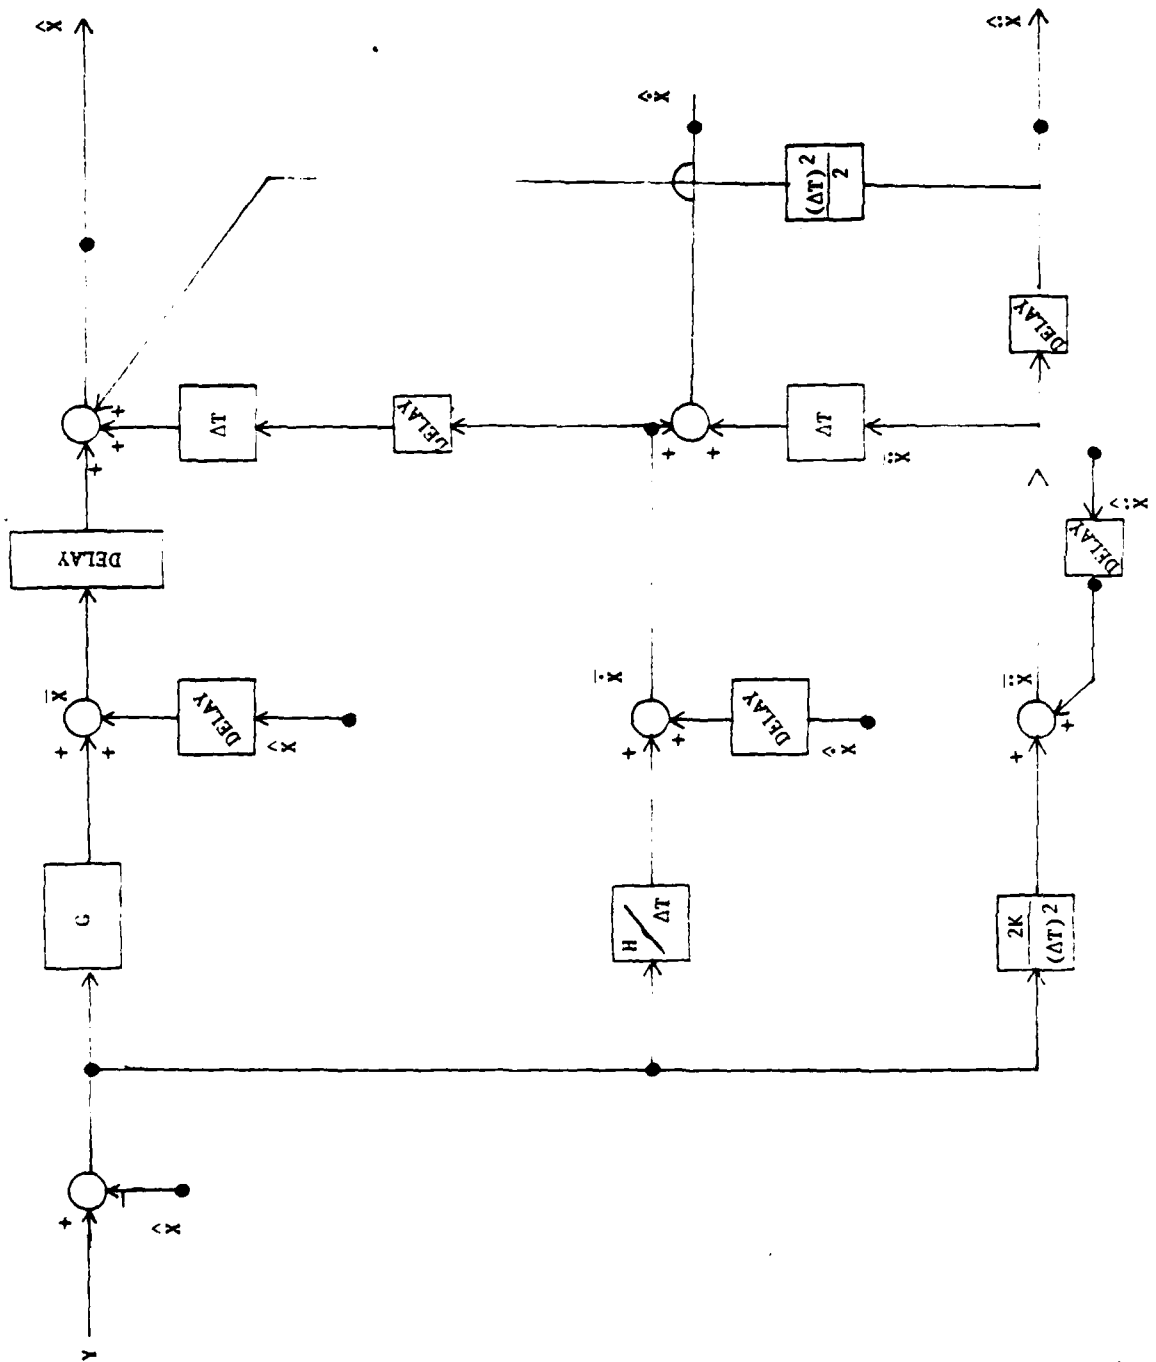 Y
+
X̂
−
G
+
+
X̄
DELAY
X̂
DELAY
+
+
+
+
ΔT
DELAY
X̂
H / ΔT
+
+
Ẋ̄
DELAY
Ẋ̂
+
+
ΔT
Ẍ̄
Ẋ̂
2K
(ΔT)²
+
+
Ẍ̄
DELAY
Ẍ̂
DELAY
(ΔT)²
2
Ẍ̂